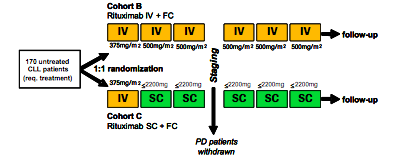 Cohort B
Rituximab IV + FC
IV IV IV IV IV IV
375mg/m2 500mg/m2 500mg/m2 500mg/m2 500mg/m2 500mg/m2
follow-up
170 untreated
CLL patients
(req. treatment)
1:1 randomization
Staging
375mg/m2 ≤2200mg ≤2200mg ≤2200mg ≤2200mg ≤2200mg
IV SC SC SC SC SC
follow-up
Cohort C
Rituximab SC + FC
PD patients
withdrawn